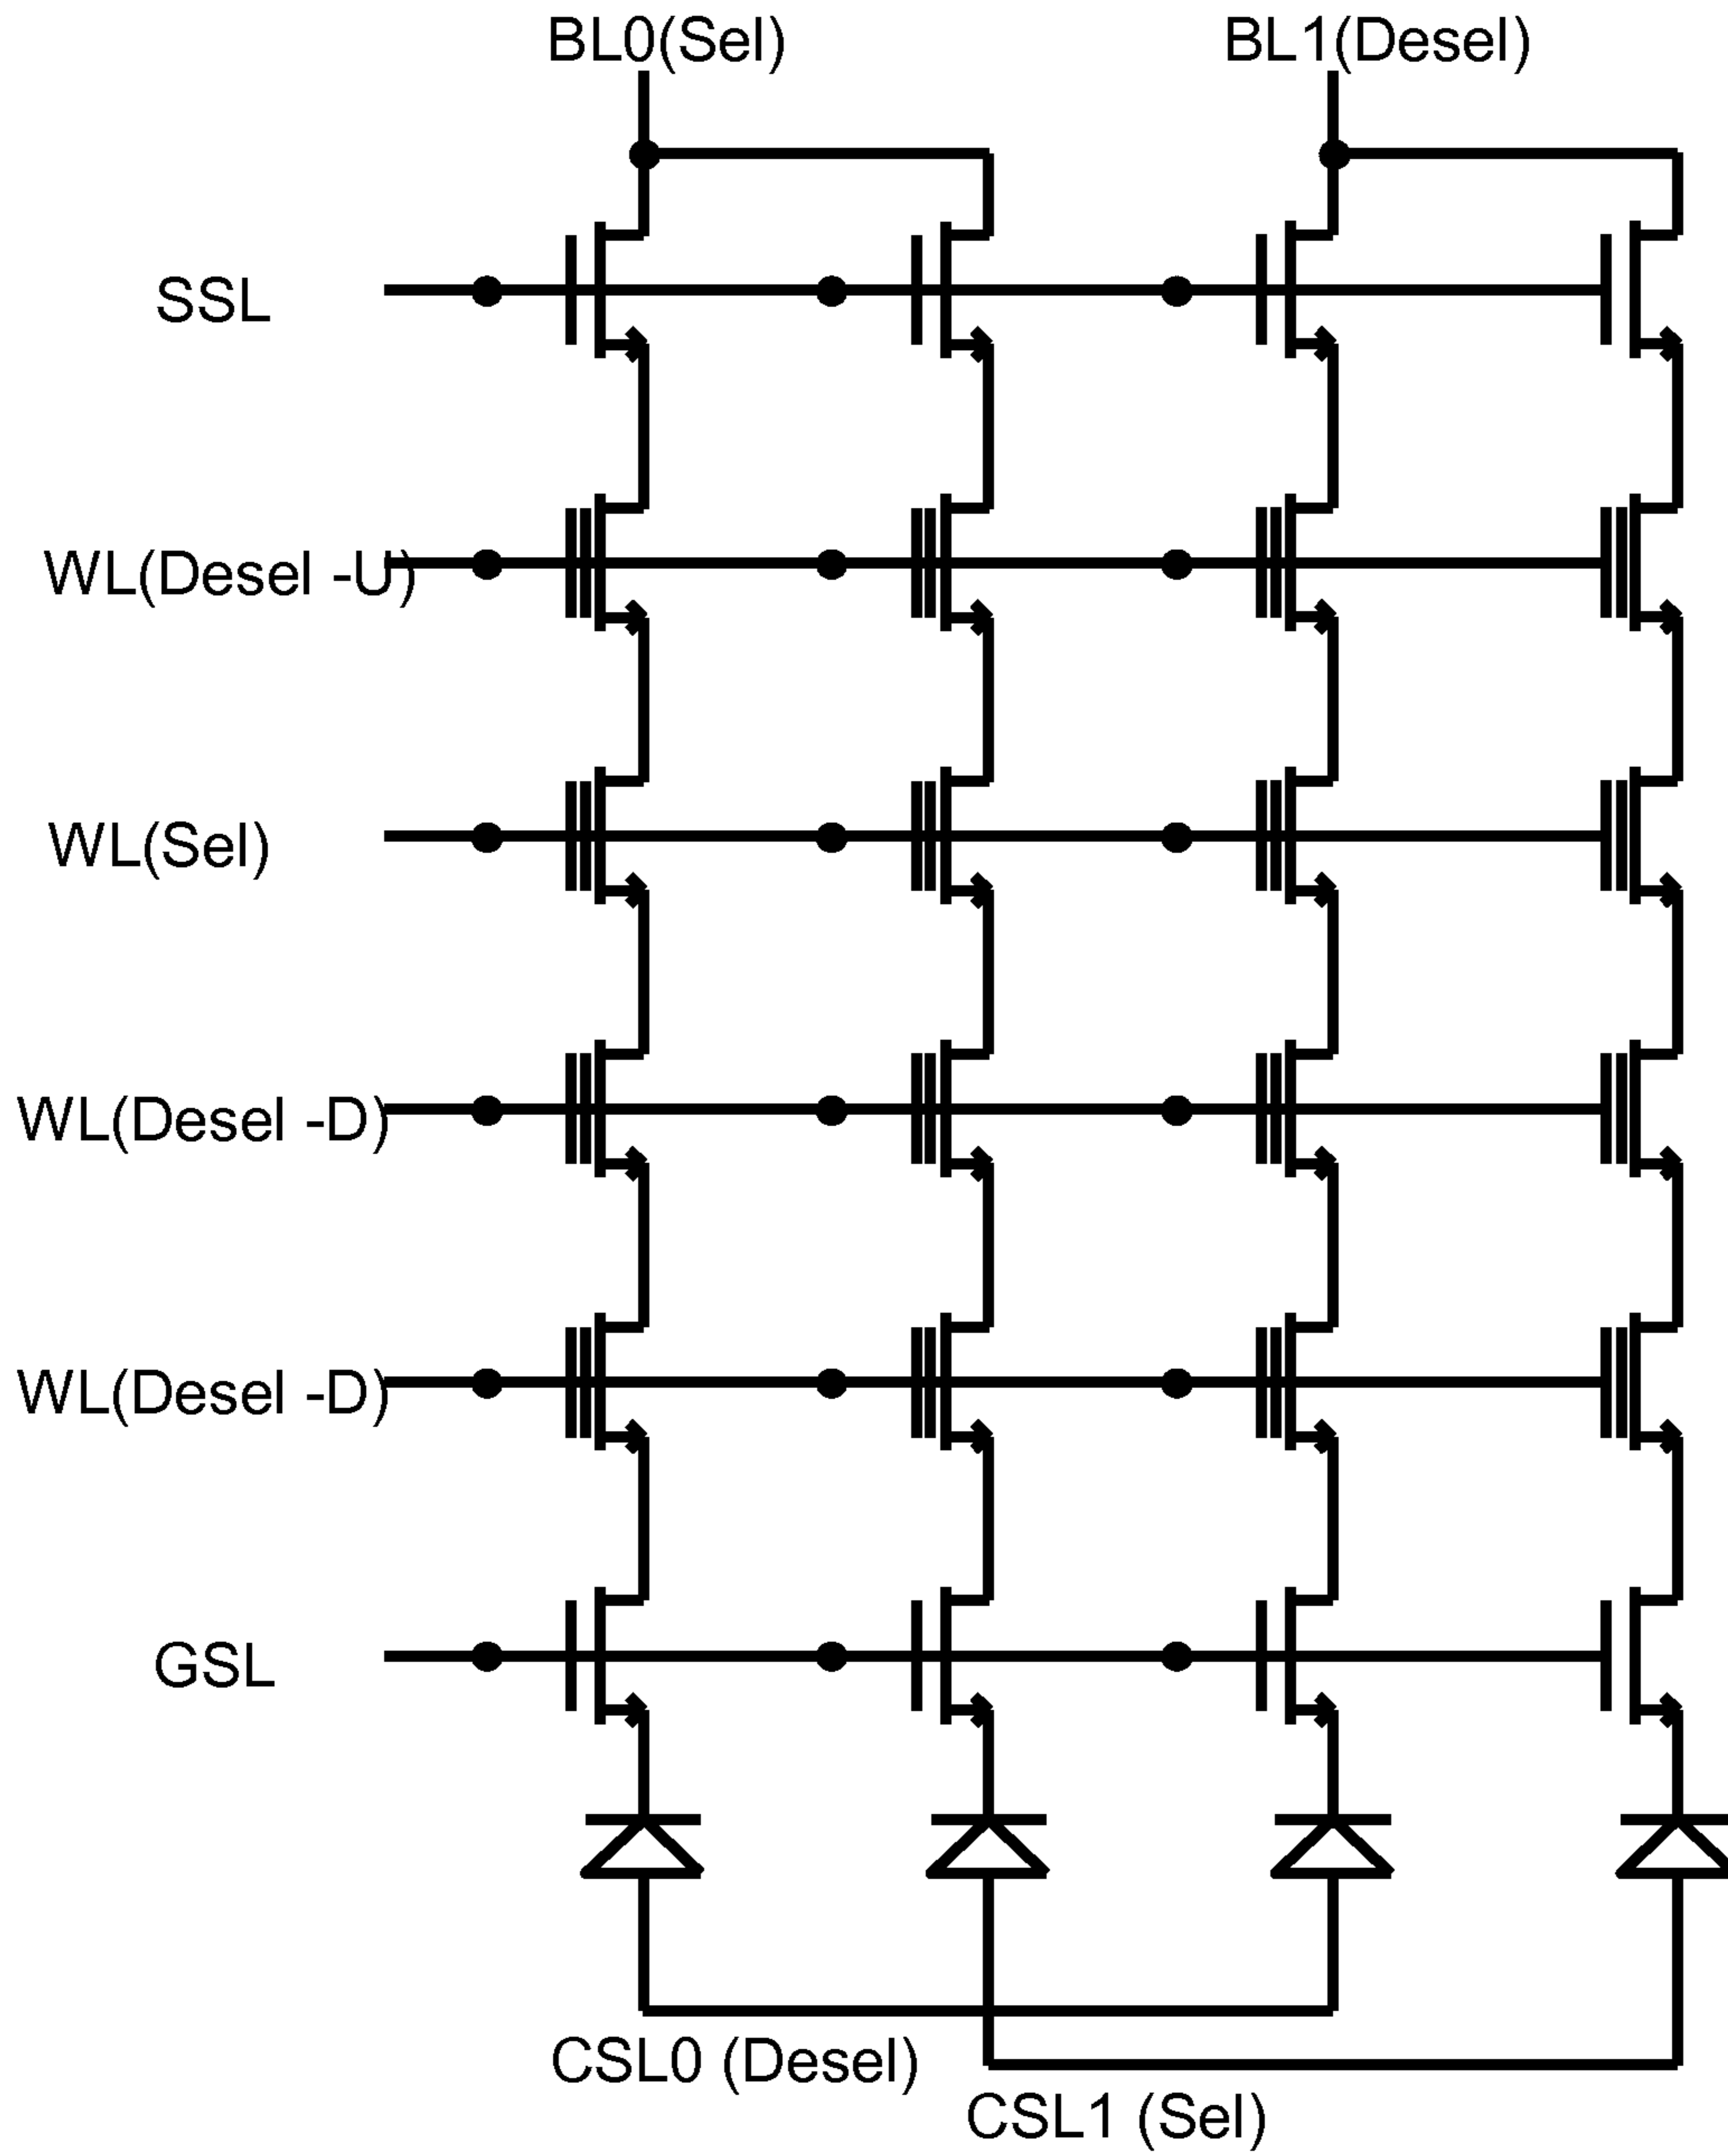 BL0(Sel) BL1(Desel)
SSL
WL(Desel -U)
WL(Sel)
WL(Desel -D)
WL(Desel -D)
GSL
CSL0 (Desel)
CSL1 (Sel)